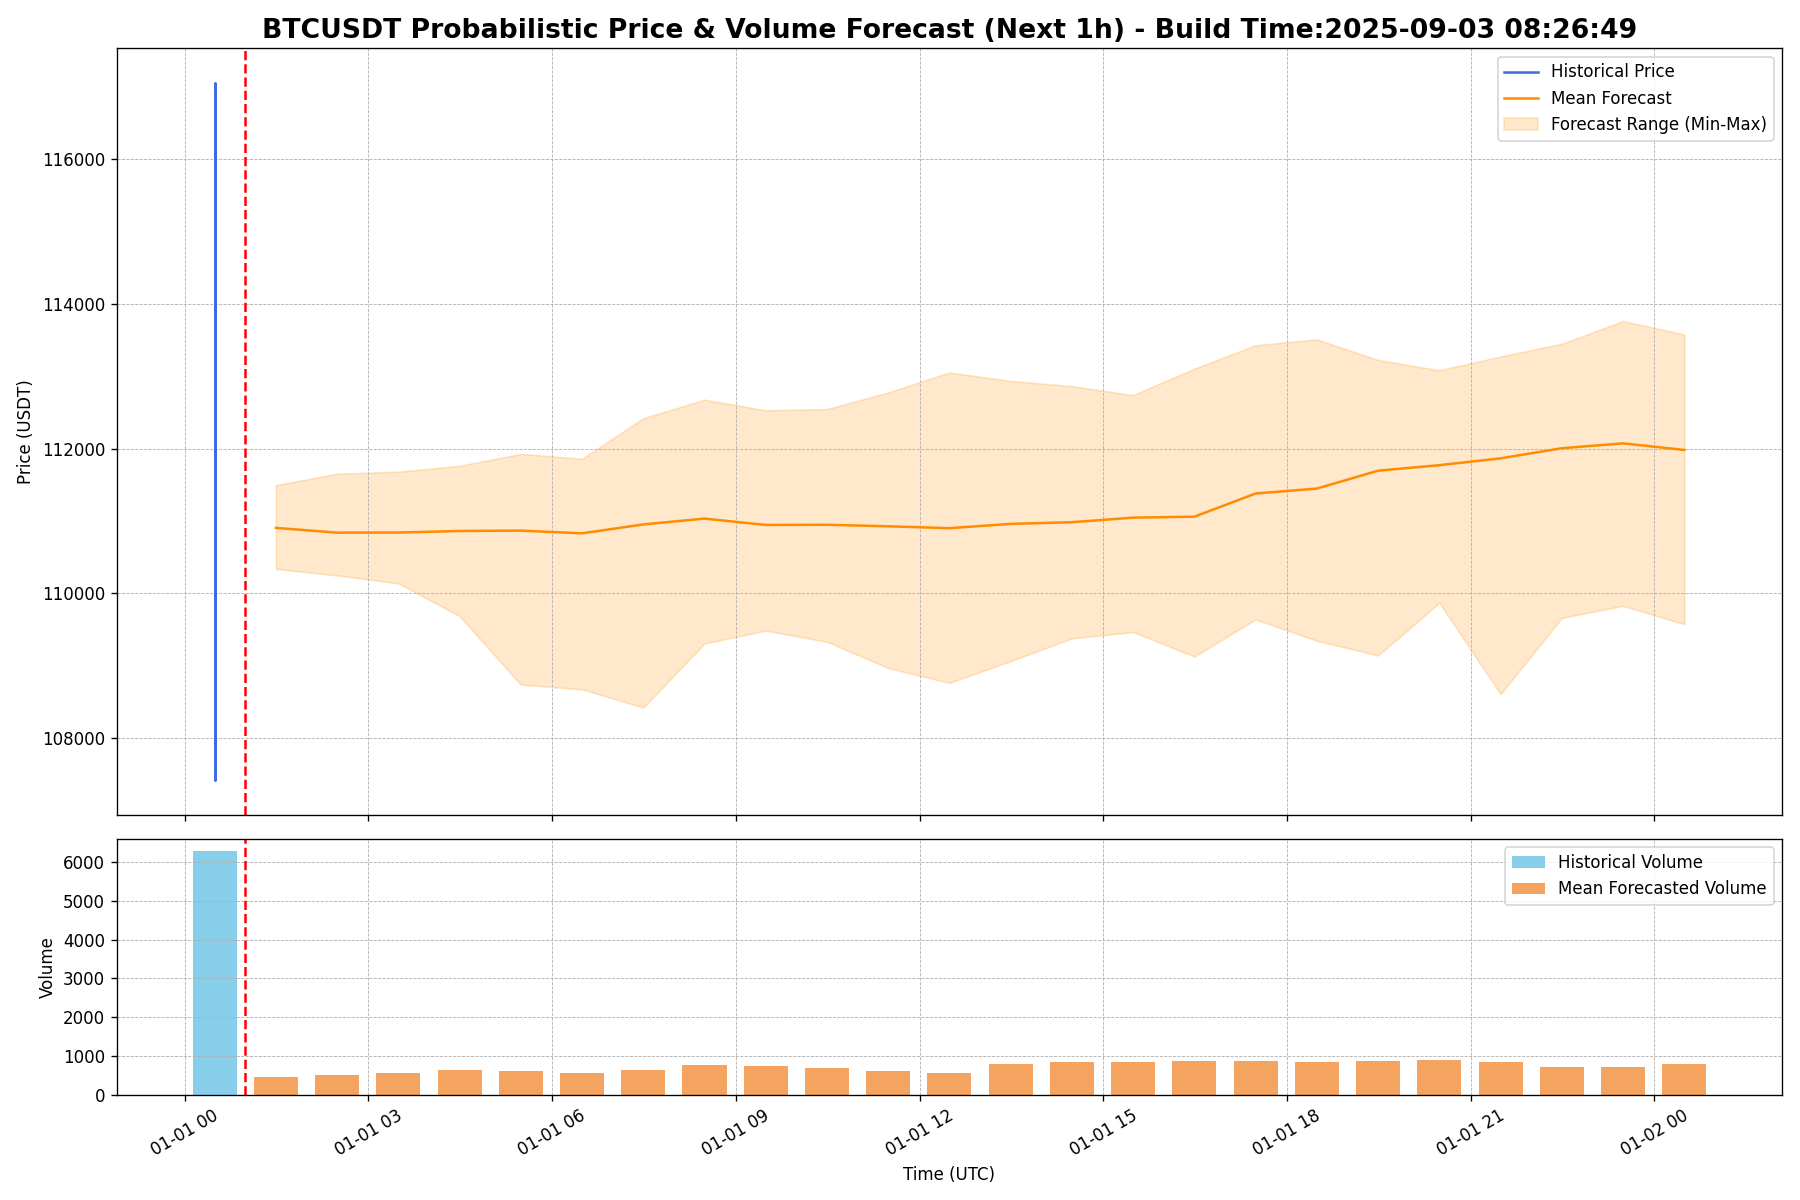 BTCUSDT Probabilistic Price & Volume Forecast (Next 1h) - Build Time:2025-09-03 08:26:49
Historical Price
Mean Forecast
Forecast Range (Min-Max)
116000
114000
112000
110000
108000
Price (USDT)
Historical Volume
Mean Forecasted Volume
6000
5000
4000
3000
2000
1000
0
Volume
01-01 00
01-01 03
01-01 06
01-01 09
01-01 12
01-01 15
01-01 18
01-01 21
01-02 00
Time (UTC)